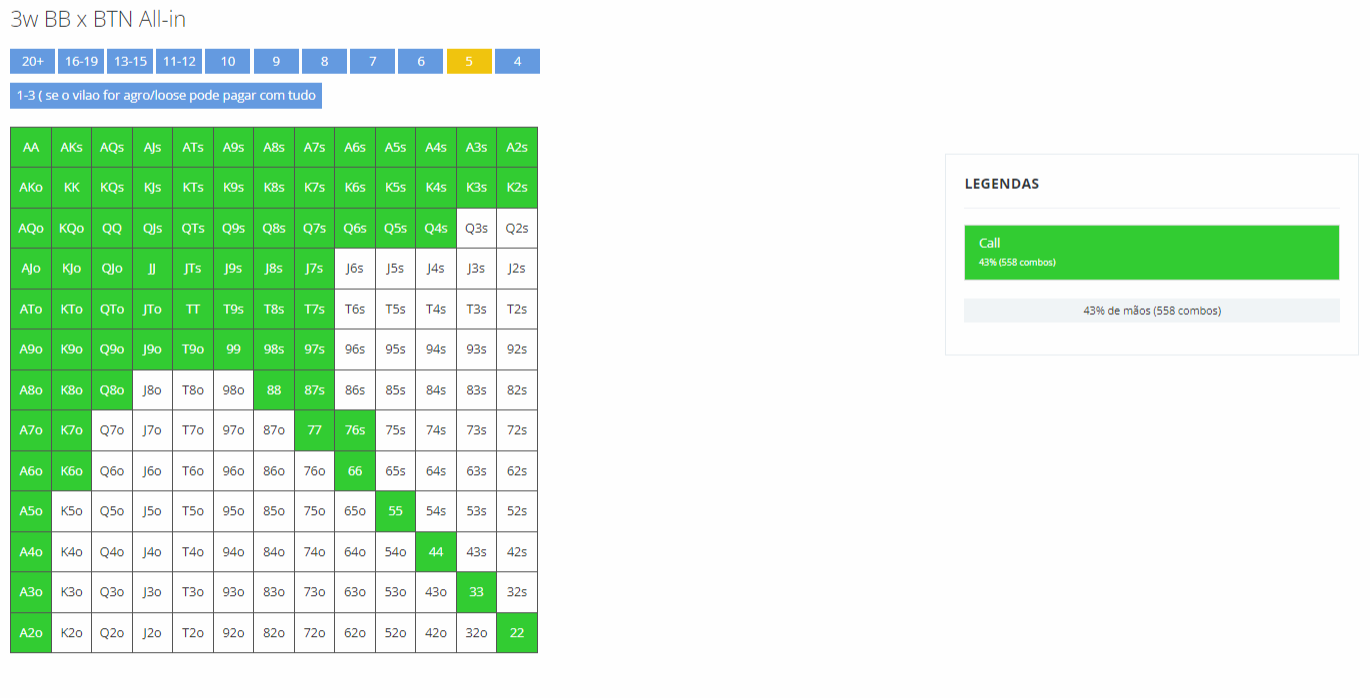 3w BB x BTN All-in
20+ 16-19 13-15 11-12 10 9 8 7 6 5 4
1-3 ( se o vilao for agro/loose pode pagar com tudo
AA AKs AQs AJs ATs A9s A8s A7s A6s A5s A4s A3s A2s
AKo KK KQs KJs KTs K9s K8s K7s K6s K5s K4s K3s K2s
AQo KQo QQ QJs QTs Q9s Q8s Q7s Q6s Q5s Q4s Q3s Q2s
AJo KJo QJo JJ JTs J9s J8s J7s J6s J5s J4s J3s J2s
ATo KTo QTo JTo TT T9s T8s T7s T6s T5s T4s T3s T2s
A9o K9o Q9o J9o T9o 99 98s 97s 96s 95s 94s 93s 92s
A8o K8o Q8o J8o T8o 98o 88 87s 86s 85s 84s 83s 82s
A7o K7o Q7o J7o T7o 97o 87o 77 76s 75s 74s 73s 72s
A6o K6o Q6o J6o T6o 96o 86o 76o 66 65s 64s 63s 62s
A5o K5o Q5o J5o T5o 95o 85o 75o 65o 55 54s 53s 52s
A4o K4o Q4o J4o T4o 94o 84o 74o 64o 54o 44 43s 42s
A3o K3o Q3o J3o T3o 93o 83o 73o 63o 53o 43o 33 32s
A2o K2o Q2o J2o T2o 92o 82o 72o 62o 52o 42o 32o 22
LEGENDAS
Call
43% (558 combos)
43% de mãos (558 combos)